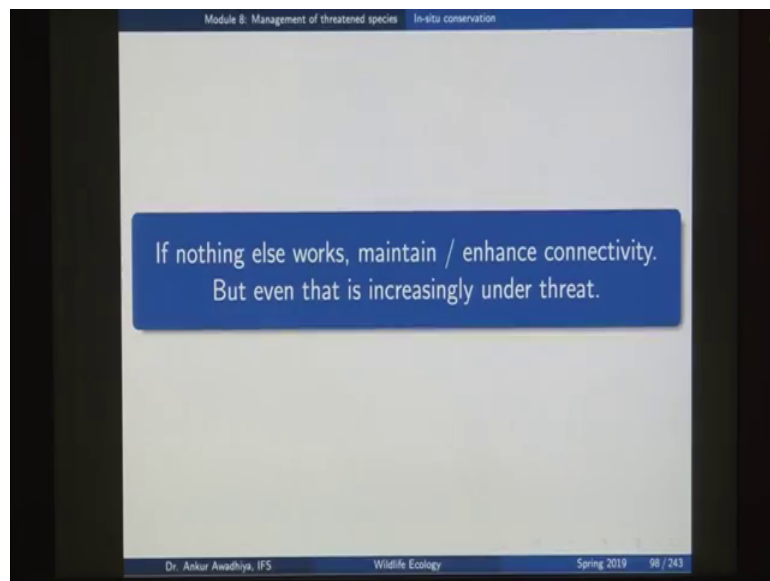 Module 8: Management of threatened species In-situ conservation
If nothing else works, maintain / enhance connectivity.
But even that is increasingly under threat.
Dr. Ankur Awadhiya, IFS Wildlife Ecology Spring 2019 98 / 243